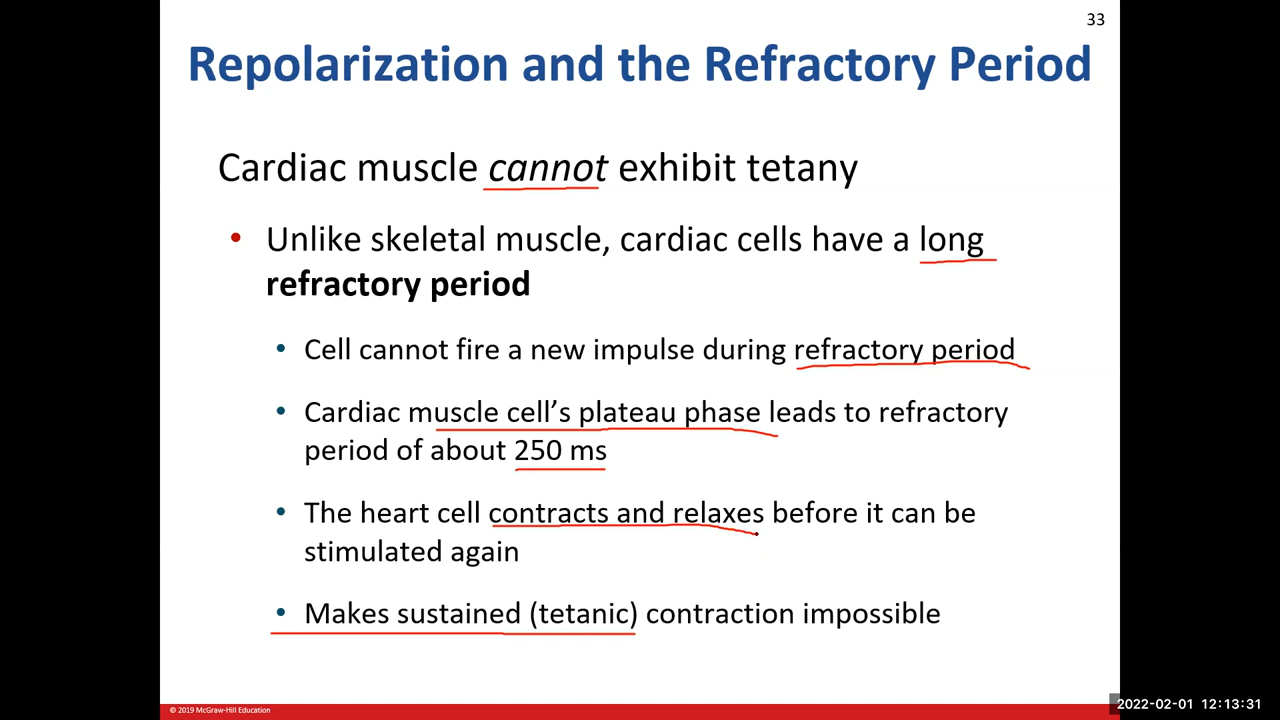 33
Repolarization and the Refractory Period
Cardiac muscle cannot exhibit tetany
• Unlike skeletal muscle, cardiac cells have a long
refractory period
• Cell cannot fire a new impulse during refractory period
• Cardiac muscle cell’s plateau phase leads to refractory
period of about 250 ms
• The heart cell contracts and relaxes before it can be
stimulated again
• Makes sustained (tetanic) contraction impossible
© 2019 McGraw-Hill Education
2022-02-01 12:13:31